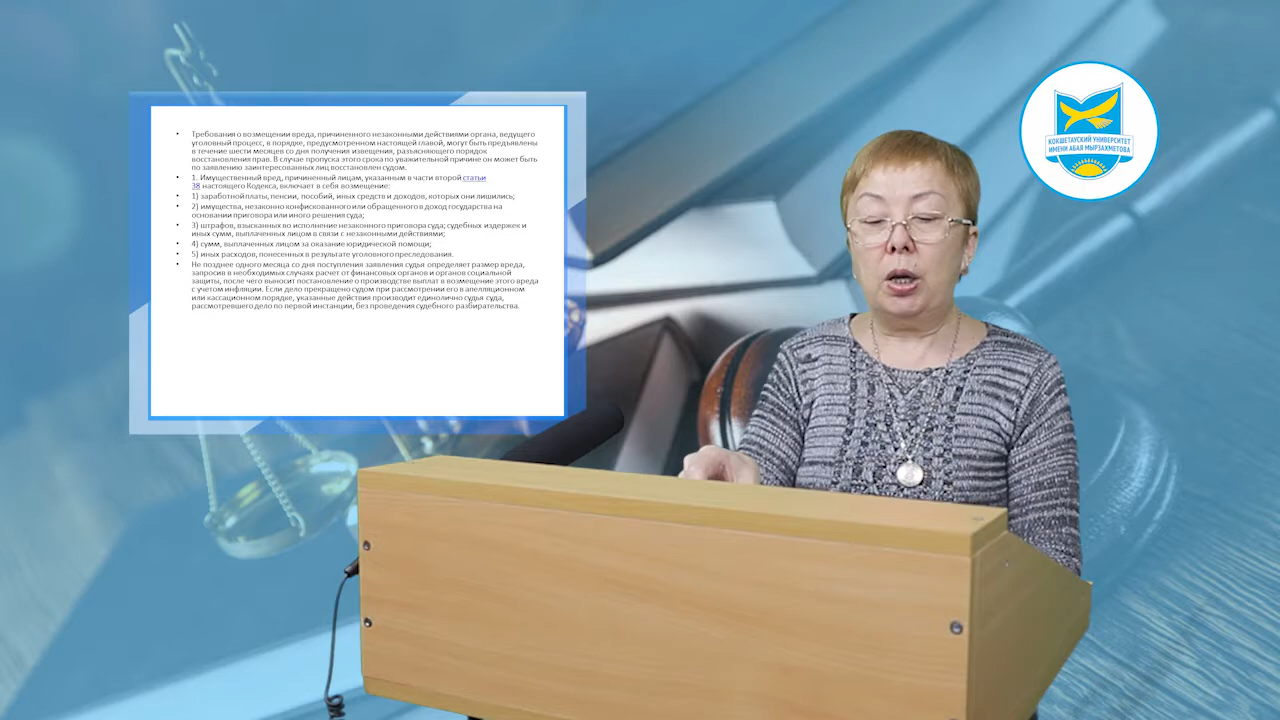 • Требования о возмещении вреда, причиненного незаконными действиями органа, ведущего
уголовный процесс, в порядке, предусмотренном настоящей главой, могут быть предъявлены
в течение шести месяцев со дня получения извещения, разъясняющего порядок
восстановления прав. В случае пропуска этого срока по уважительной причине он может быть
по заявлению заинтересованных лиц восстановлен судом.
• 1. Имущественный вред, причиненный лицам, указанным в части второй статьи
38 настоящего Кодекса, включает в себя возмещение:
• 1) заработной платы, пенсии, пособий, иных средств и доходов, которых они лишились;
• 2) имущества, незаконно конфискованного или обращенного в доход государства на
основании приговора или иного решения суда;
• 3) штрафов, взысканных во исполнение незаконного приговора суда; судебных издержек и
иных сумм, выплаченных лицом в связи с незаконными действиями;
• 4) сумм, выплаченных лицом за оказание юридической помощи;
• 5) иных расходов, понесенных в результате уголовного преследования.
• Не позднее одного месяца со дня поступления заявления судья определяет размер вреда,
запросив в необходимых случаях расчет от финансовых органов и органов социальной
защиты, после чего выносит постановление о производстве выплат в возмещение этого вреда
с учетом инфляции. Если дело прекращено судом при рассмотрении его в апелляционном
или кассационном порядке, указанные действия производит единолично судья суда,
рассмотревшего дело по первой инстанции, без проведения судебного разбирательства.
КОКШЕТАУСКИЙ УНИВЕРСИТЕТ
ИМЕНИ АБАЯ МЫРЗАХМЕТОВА